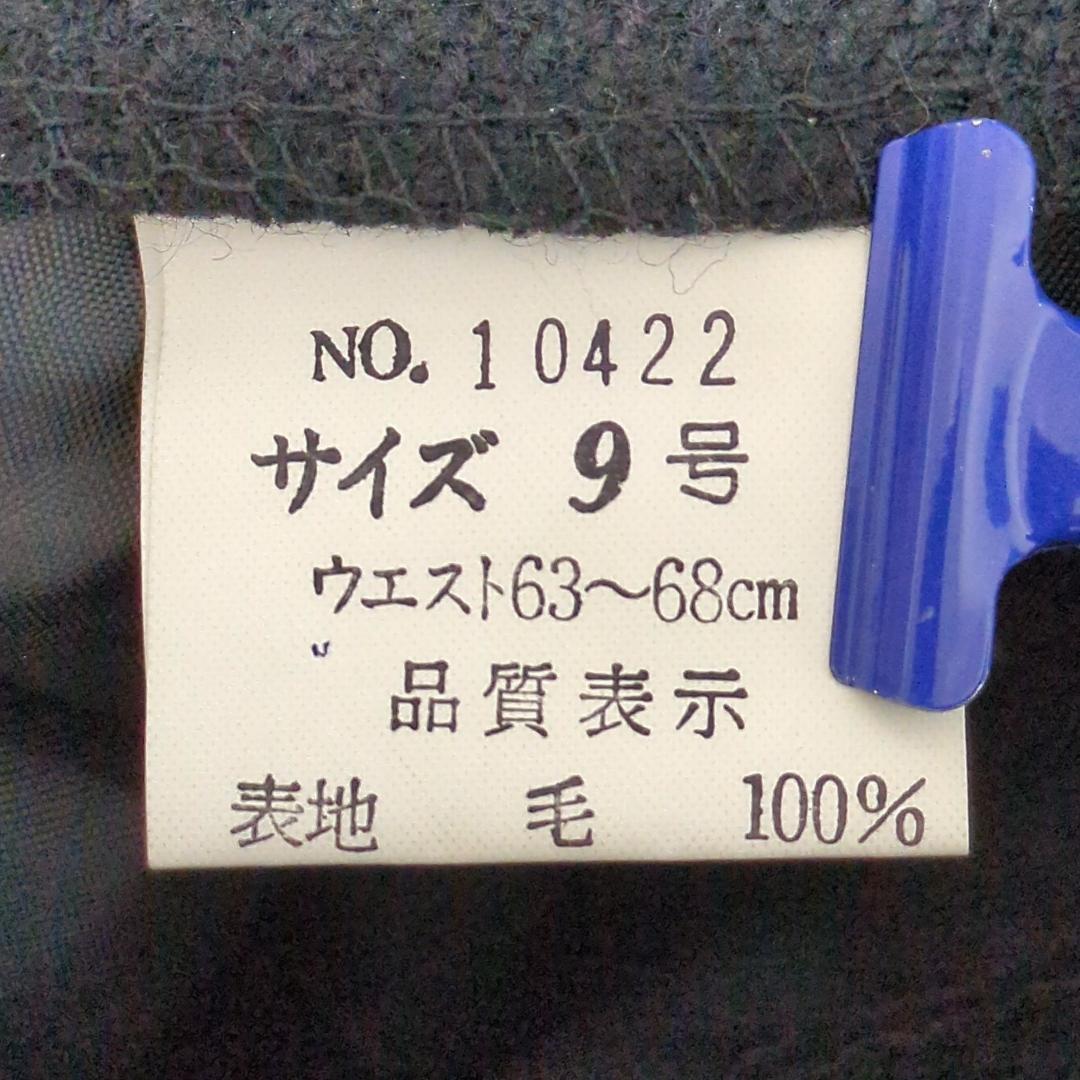 NO. 10422
サイズ 9号
ウエスト63〜68cm
品質表示
表地 毛 100%